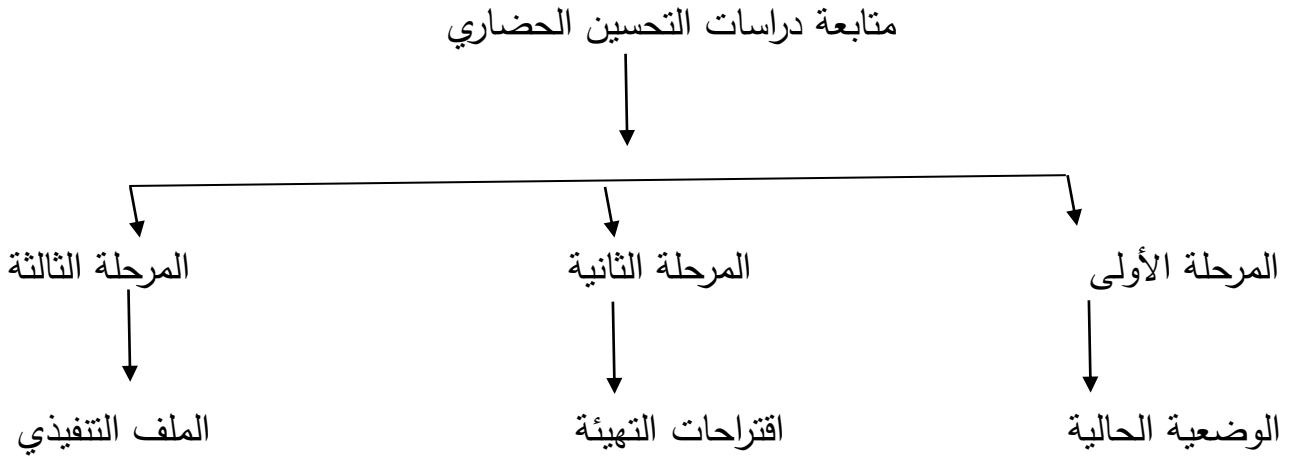 متابعة دراسات التحسين الحضاري
المرحلة الأولى
المرحلة الثانية
المرحلة الثالثة
الوضعية الحالية
اقتراحات التهيئة
الملف التنفيذي